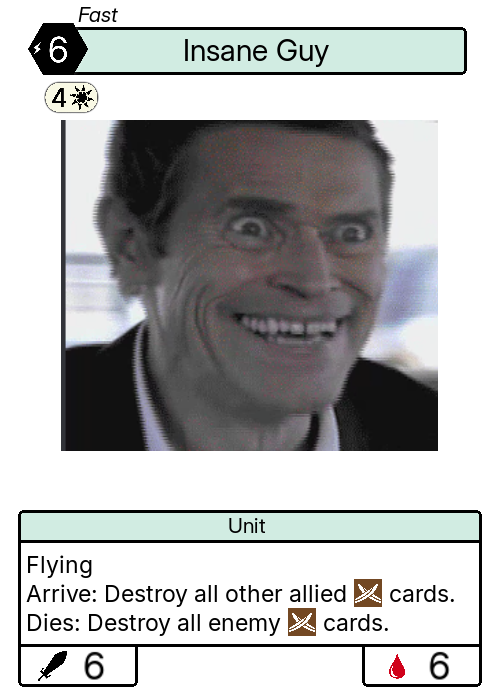 Fast
6
Insane Guy
4
Unit
Flying
Arrive: Destroy all other allied cards.
Dies: Destroy all enemy cards.
6
6